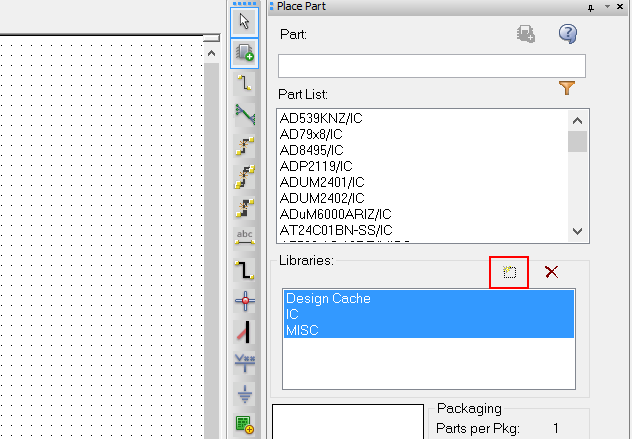 Place Part
Part:
Part List:
AD539KNZ/IC
AD79x8/IC
AD8495/IC
ADP2119/IC
ADUM2401/IC
ADUM2402/IC
ADuM6000ARIZ/IC
AT24C01BN-SS/IC
abc
Libraries:
Design Cache
IC
MISC
Packaging
Parts per Pkg: 1